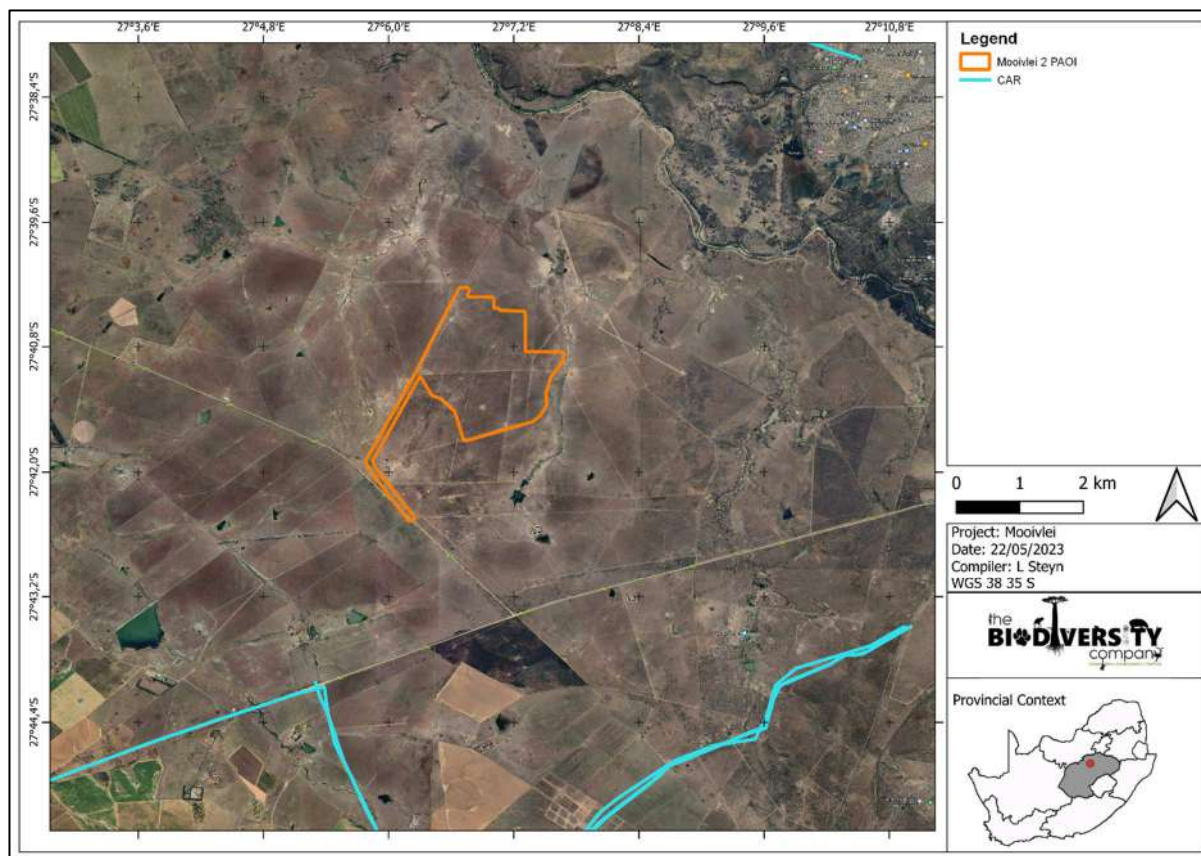 27°3,6'E 27°4,8'E 27°6,0'E 27°7,2'E 27°8,4'E 27°9,6'E 27°10,8'E
27°38,4'S
27°39,6'S
27°40,8'S
27°42,0'S
27°43,2'S
27°44,4'S
Legend
Mooivlei 2 PAOI
CAR
0 1 2 km
Project: Mooivlei
Date: 22/05/2023
Compiler: L Steyn
WGS 38 35 S
the
BIODIVERSITY
company
Provincial Context